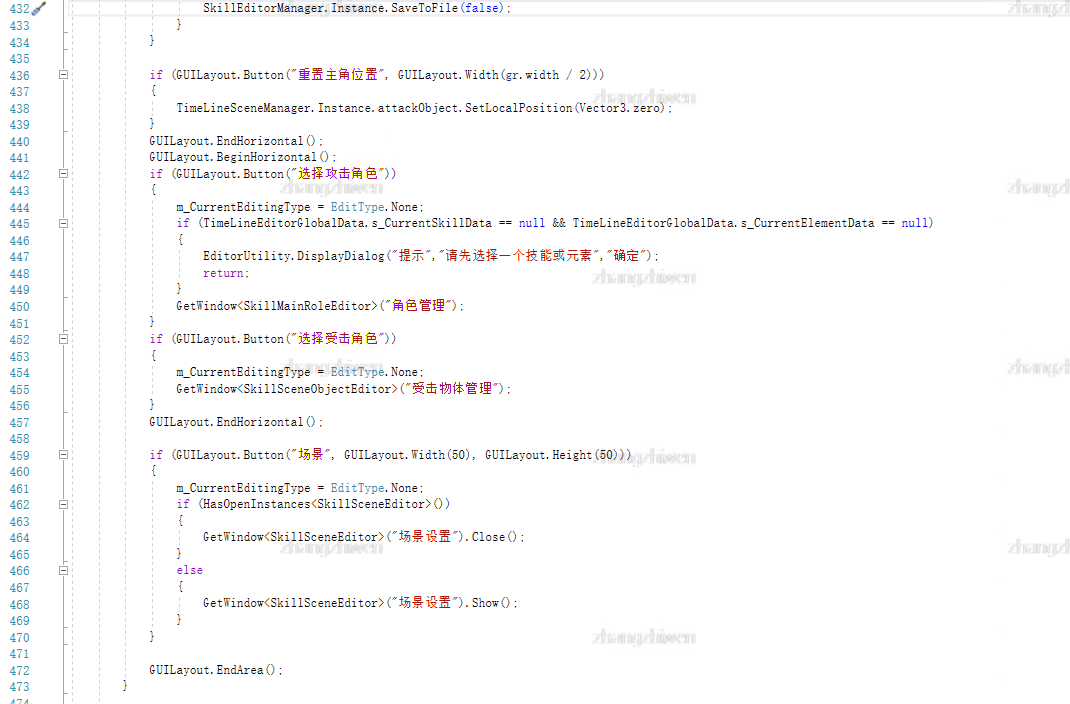 432 SkillEditorManager.Instance.SaveToFile(false);
433 }
434 }
435
436 if (GUILayout.Button("重置主角位置", GUILayout.Width(gr.width / 2)))
437 {
438 TimeLineSceneManager.Instance.attackObject.SetLocalPosition(Vector3.zero);
439 }
440 GUILayout.EndHorizontal();
441 GUILayout.BeginHorizontal();
442 if (GUILayout.Button("选择攻击角色"))
443 {
444 m_CurrentEditingType = EditType.None;
445 if (TimeLineEditorGlobalData.s_CurrentSkillData == null && TimeLineEditorGlobalData.s_CurrentElementData == null)
446 {
447 EditorUtility.DisplayDialog("提示","请先选择一个技能或元素","确定");
448 return;
449 }
450 GetWindow<SkillMainRoleEditor>("角色管理");
451 }
452 if (GUILayout.Button("选择受击角色"))
453 {
454 m_CurrentEditingType = EditType.None;
455 GetWindow<SkillSceneObjectEditor>("受击物体管理");
456 }
457 GUILayout.EndHorizontal();
458
459 if (GUILayout.Button("场景", GUILayout.Width(50), GUILayout.Height(50)))
460 {
461 m_CurrentEditingType = EditType.None;
462 if (HasOpenInstances<SkillSceneEditor>())
463 {
464 GetWindow<SkillSceneEditor>("场景设置").Close();
465 }
466 else
467 {
468 GetWindow<SkillSceneEditor>("场景设置").Show();
469 }
470 }
471
472 GUILayout.EndArea();
473 }
474
zhangzhiwen